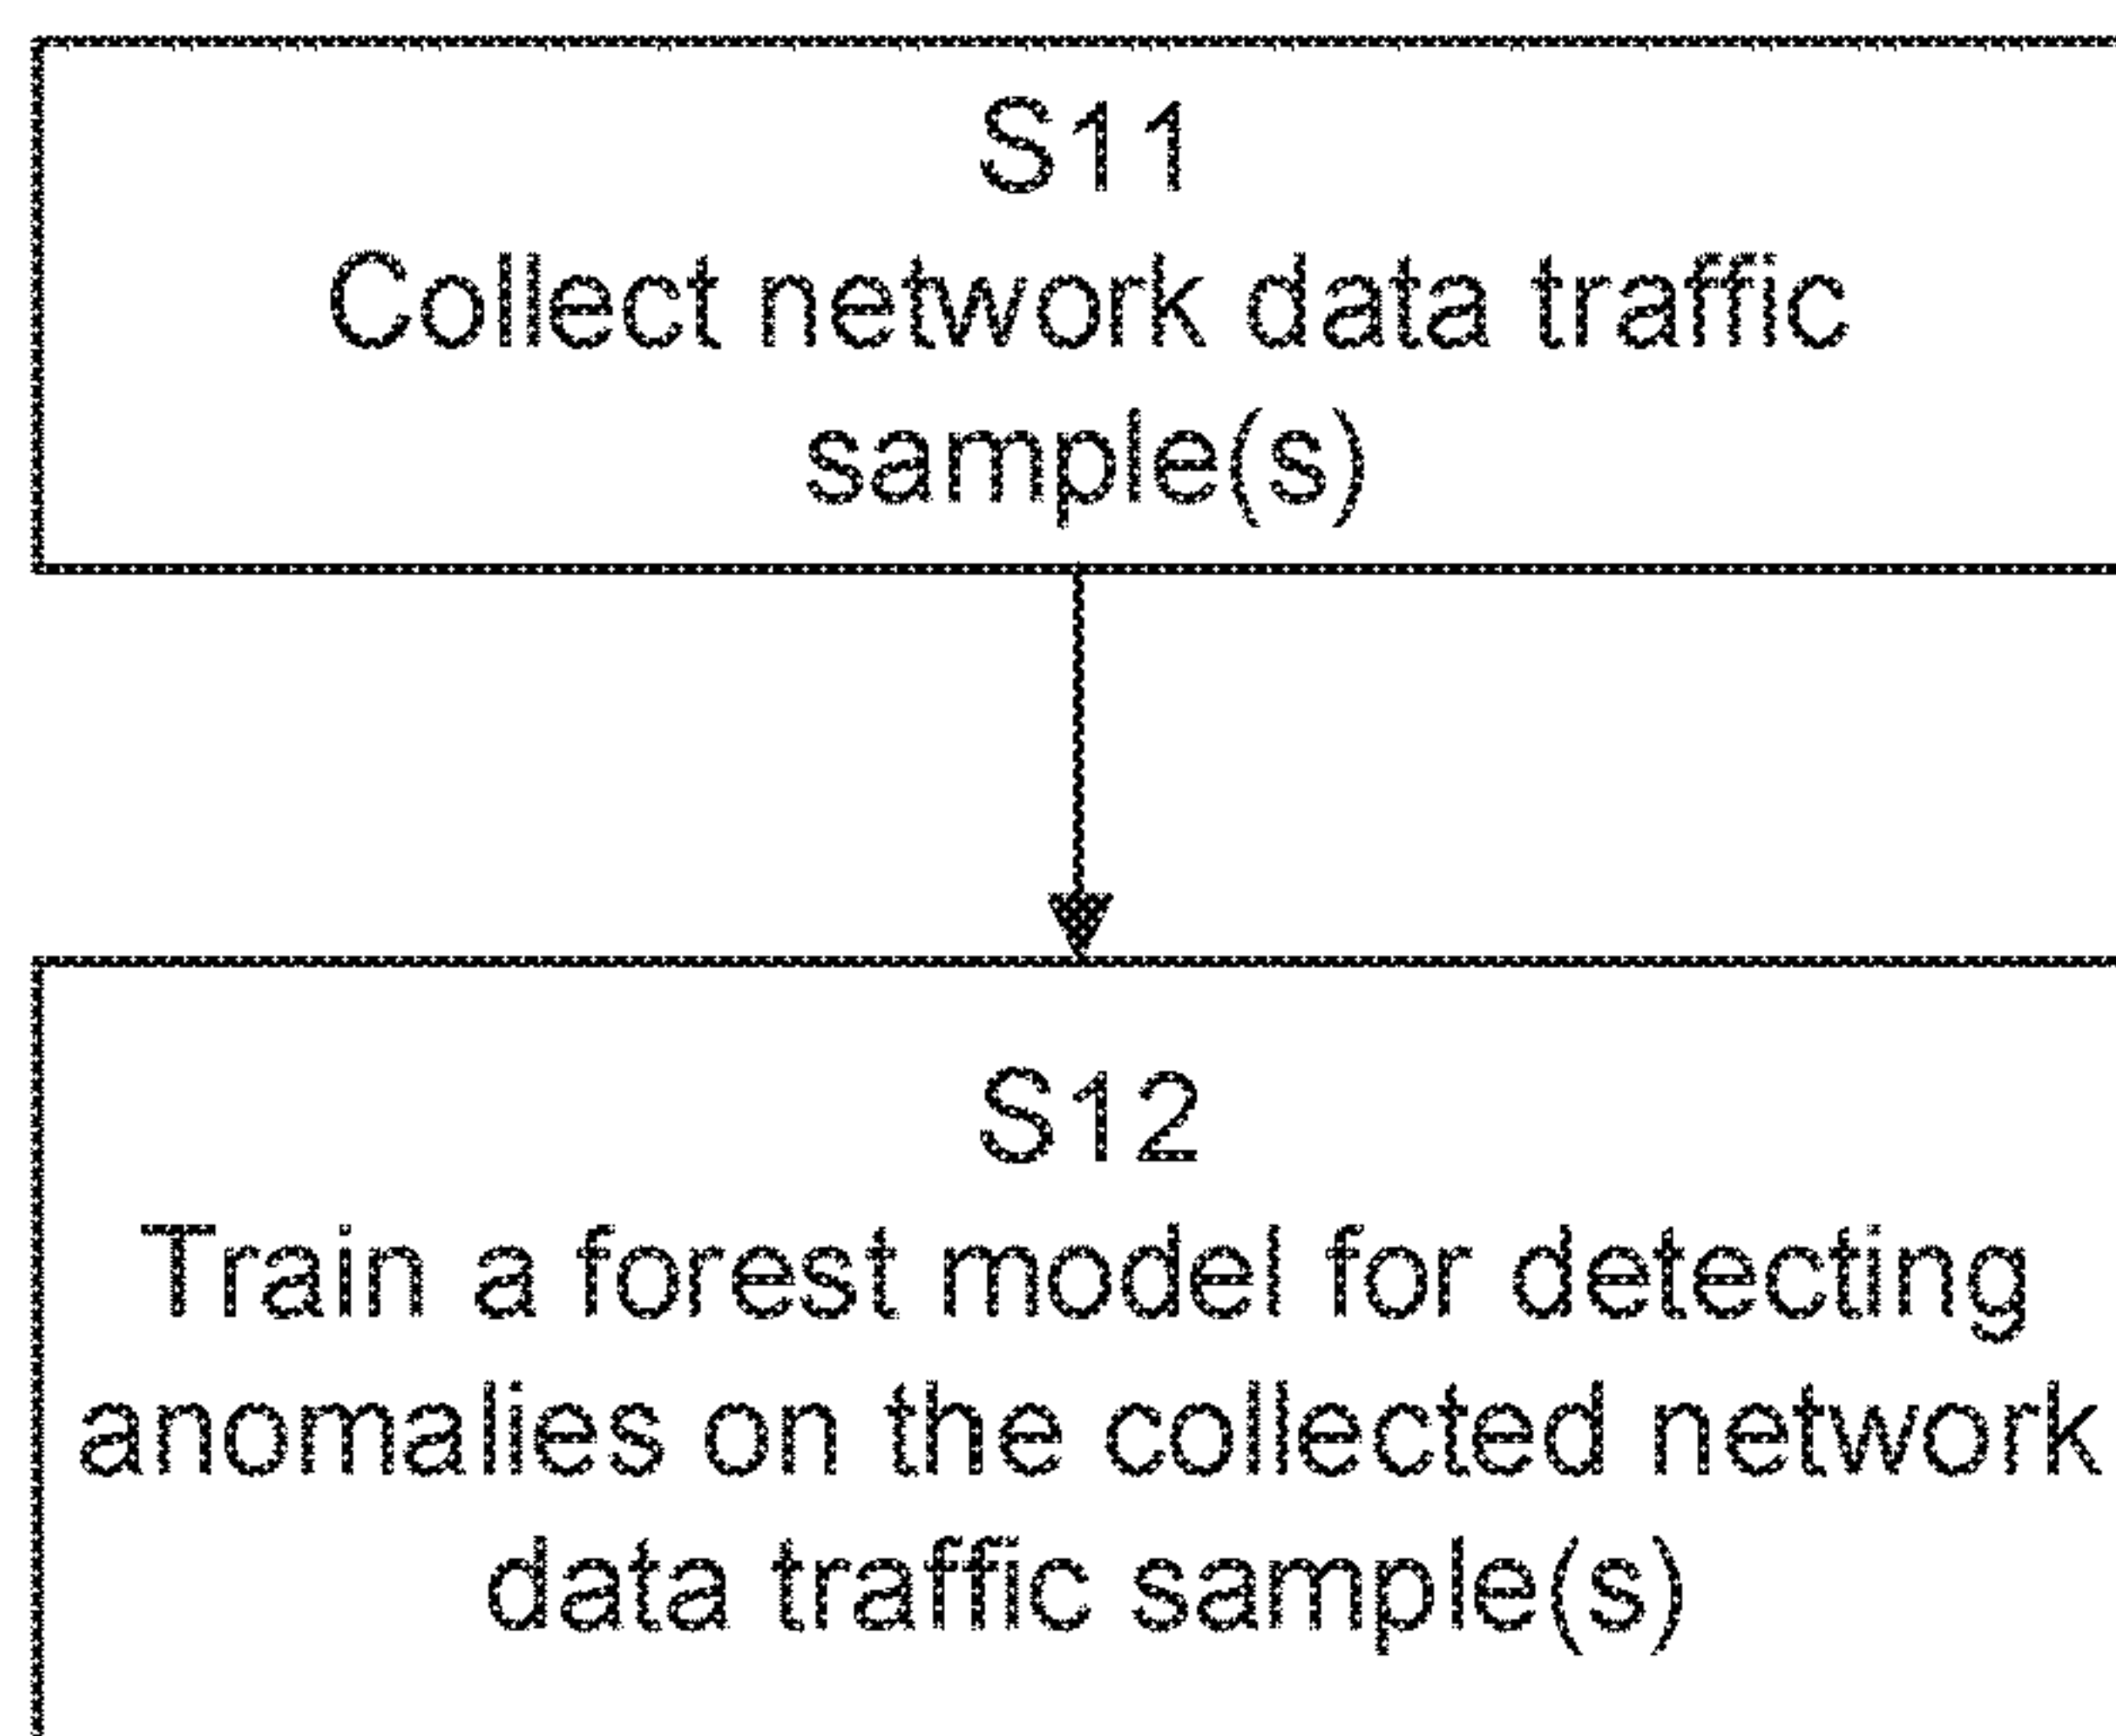 S11
Collect network data traffic
sample(s)
S12
Train a forest model for detecting
anomalies on the collected network
data traffic sample(s)